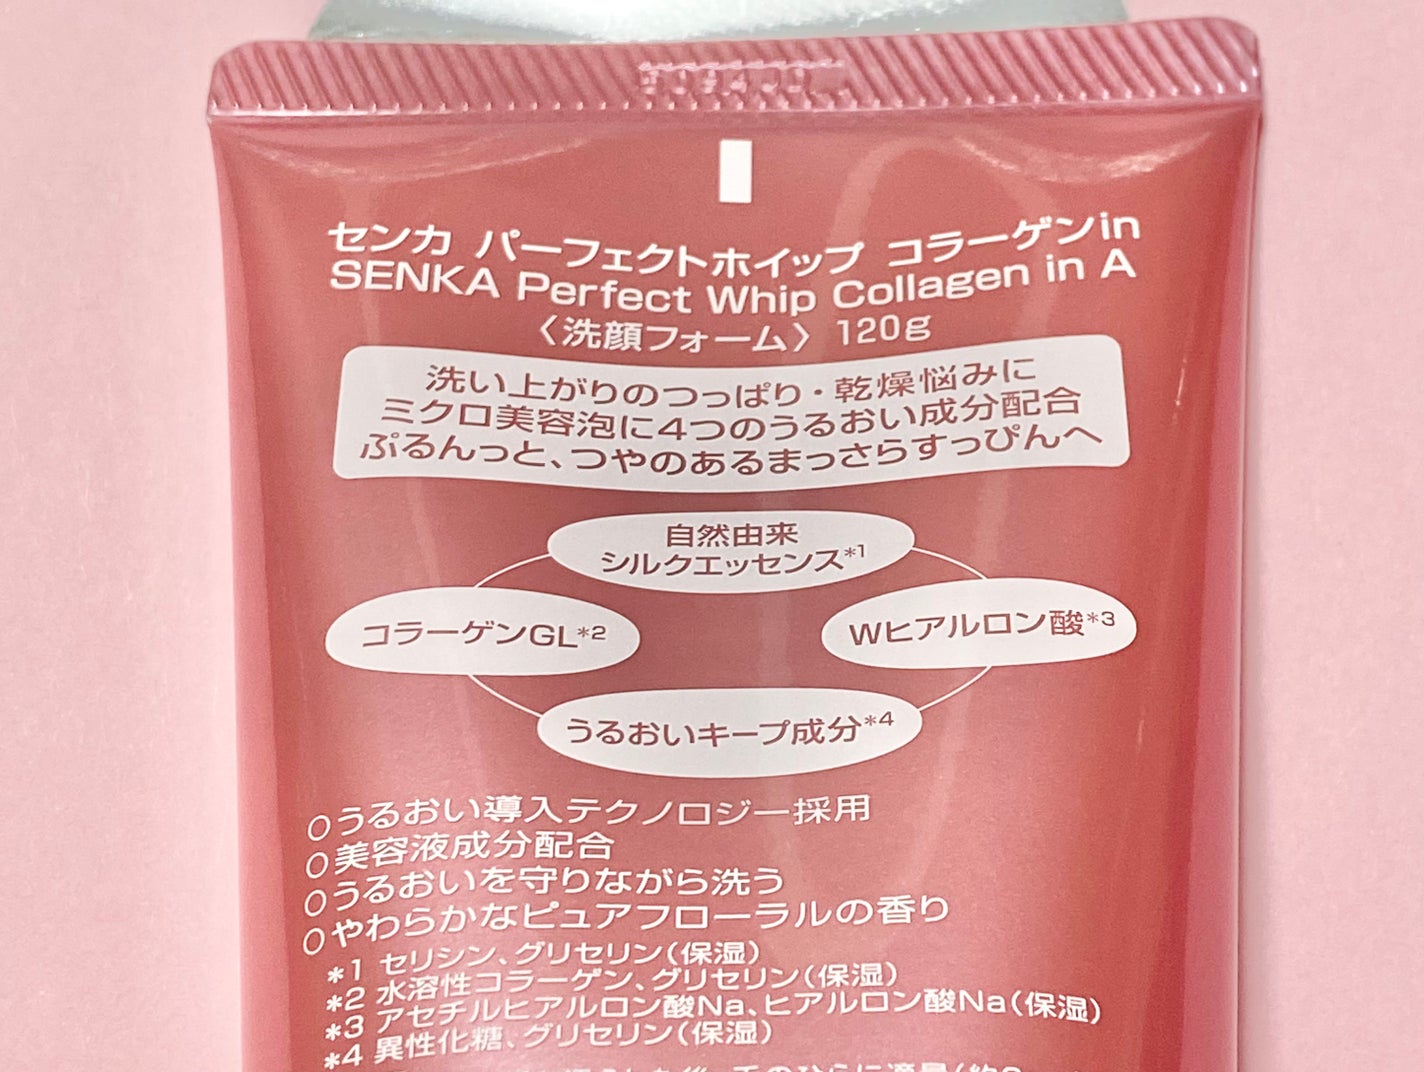 センカ パーフェクトホイップ コラーゲンin
SENKA Perfect Whip Collagen in A
〈洗顔フォーム〉 120g
洗い上がりのつっぱり・乾燥悩みに
ミクロ美容泡に4つのうるおい成分配合
ぷるんっと、つやのあるまっさらすっぴんへ
自然由来
シルクエッセンス*1
コラーゲンGL*2
Wヒアルロン酸*3
うるおいキープ成分*4
○うるおい導入テクノロジー採用
○美容液成分配合
○うるおいを守りながら洗う
○やわらかなピュアフローラルの香り
*1 セリシン、グリセリン(保湿)
*2 水溶性コラーゲン、グリセリン(保湿)
*3 アセチルヒアルロン酸Na、ヒアルロン酸Na(保湿)
*4 異性化糖、グリセリン(保湿)
手のひらに適量(約2